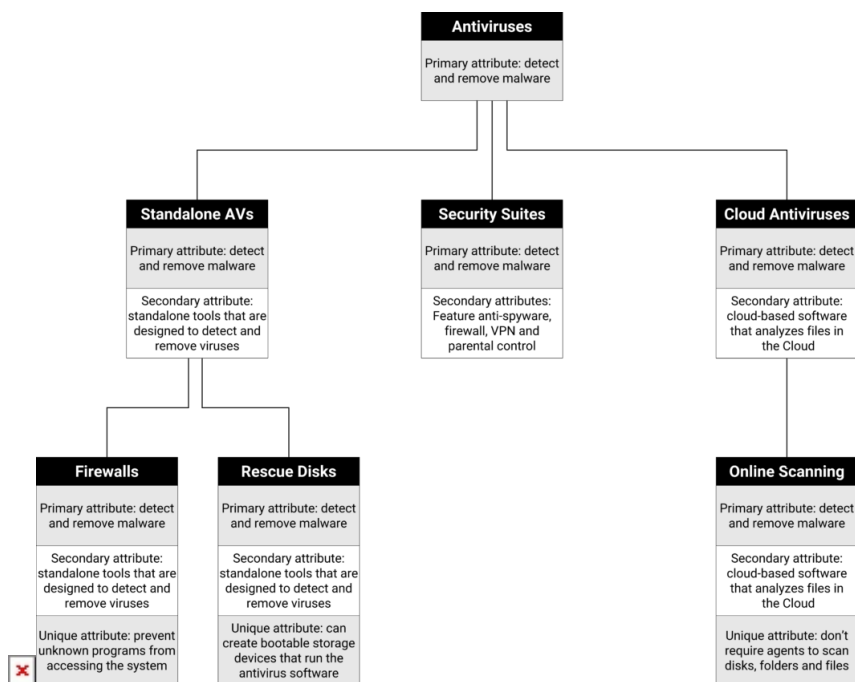 Antiviruses
Primary attribute: detect
and remove malware
Standalone AVs
Primary attribute: detect
and remove malware
Secondary attribute:
standalone tools that are
designed to detect and
remove viruses
Security Suites
Primary attribute: detect
and remove malware
Secondary attributes:
Feature anti-spyware,
firewall, VPN and
parental control
Cloud Antiviruses
Primary attribute: detect
and remove malware
Secondary attribute:
cloud-based software
that analyzes files in
the Cloud
Firewalls
Primary attribute: detect
and remove malware
Secondary attribute:
standalone tools that are
designed to detect and
remove viruses
Unique attribute: prevent
unknown programs from
accessing the system
Rescue Disks
Primary attribute: detect
and remove malware
Secondary attribute:
standalone tools that are
designed to detect and
remove viruses
Unique attribute: can
create bootable storage
devices that run the
antivirus software
Online Scanning
Primary attribute: detect
and remove malware
Secondary attribute:
cloud-based software
that analyzes files in
the Cloud
Unique attribute: don't
require agents to scan
disks, folders and files